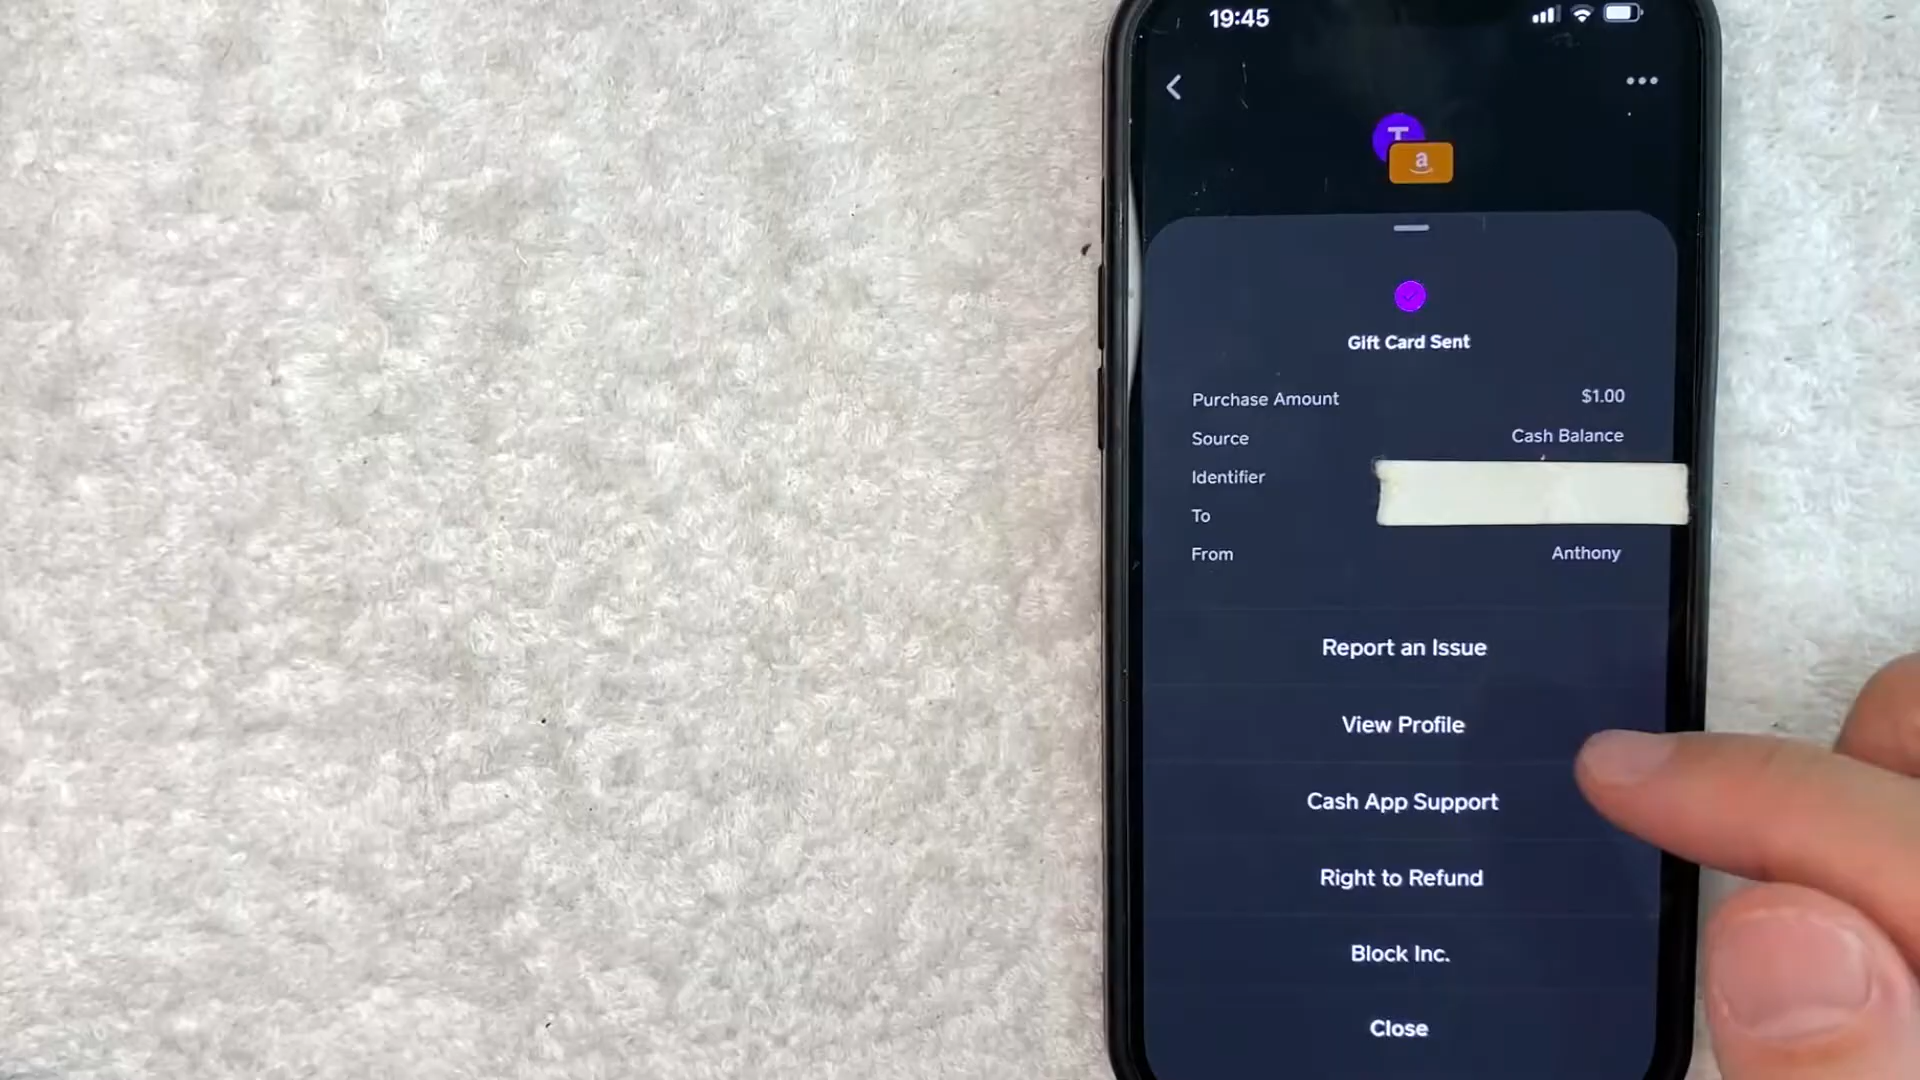 19:45
T
a
Gift Card Sent
Purchase Amount $1.00
Source Cash Balance
Identifier
To
From Anthony
Report an Issue
View Profile
Cash App Support
Right to Refund
Block Inc.
Close